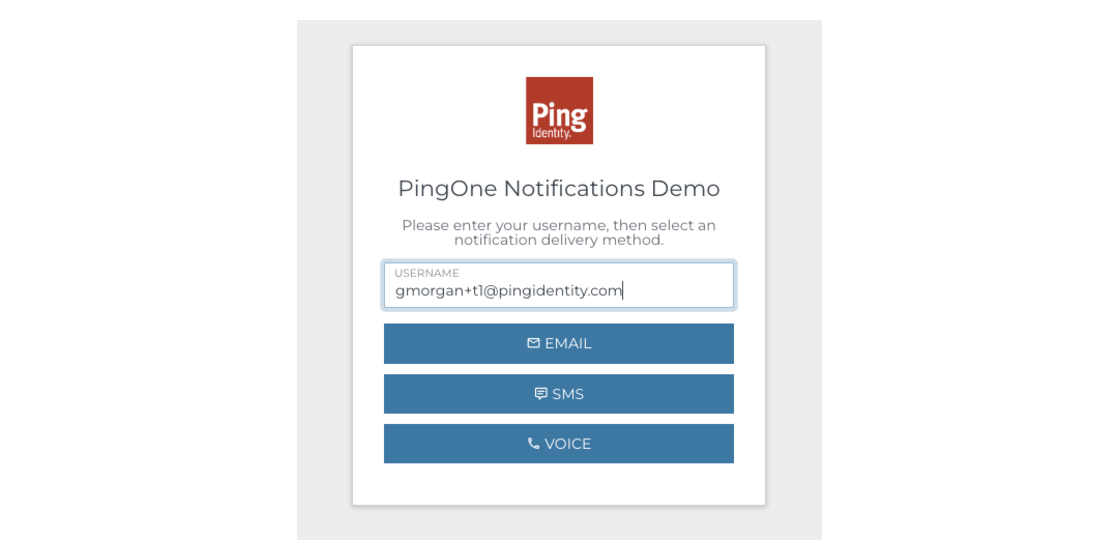 Ping
Identity.
PingOne Notifications Demo
Please enter your username, then select an
notification delivery method.
USERNAME
gmorgan+t1@pingidentity.com
EMAIL
SMS
VOICE